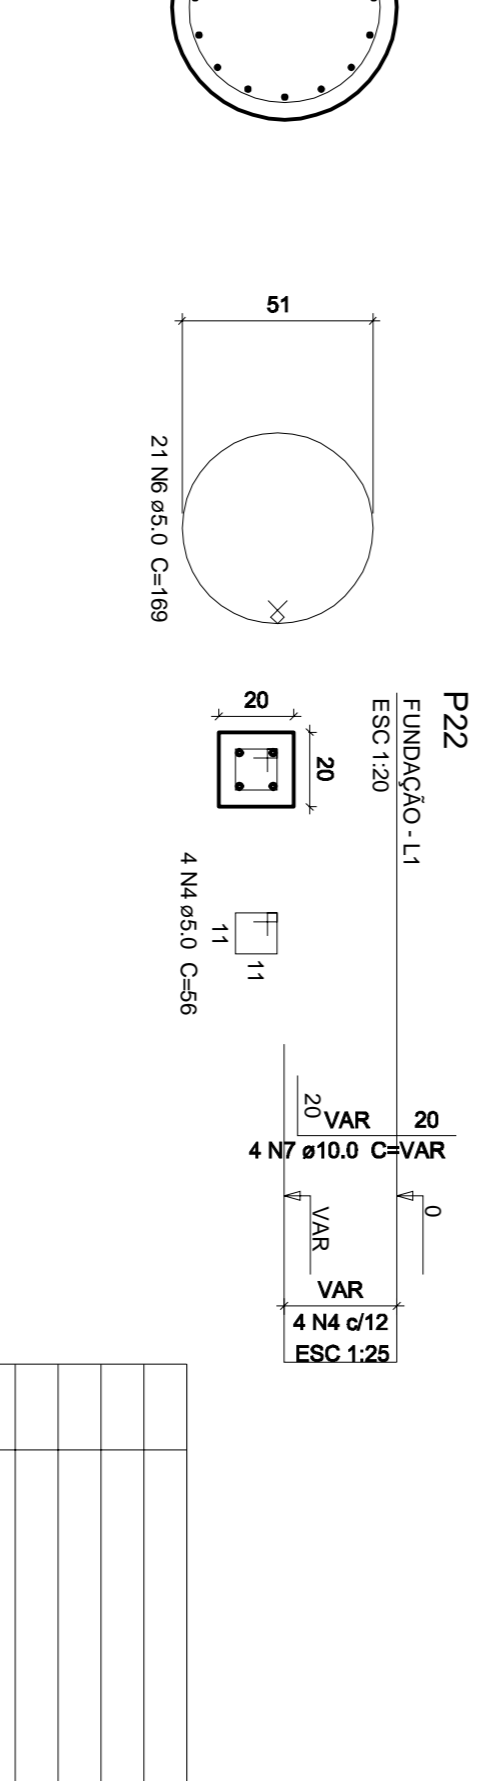 51
21 N6 ø5.0 C=169
P22
FUNDAÇÃO - L1
ESC 1:20
20
20
4 N4 ø5.0 C=56
11
11
20
VAR
20
4 N7 ø10.0 C=VAR
0
VAR
VAR
4 N4 c/12
ESC 1:25